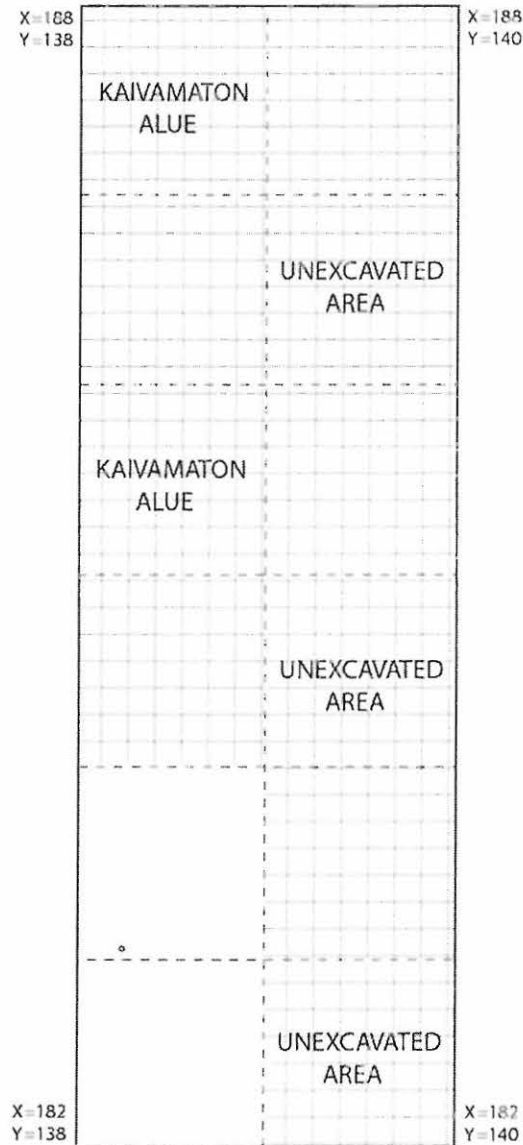 X=188
Y=138
X=188
Y=140
KAIVAMATON
ALUE
UNEXCAVATED
AREA
KAIVAMATON
ALUE
UNEXCAVATED
AREA
UNEXCAVATED
AREA
X=182
Y=138
X=182
Y=140